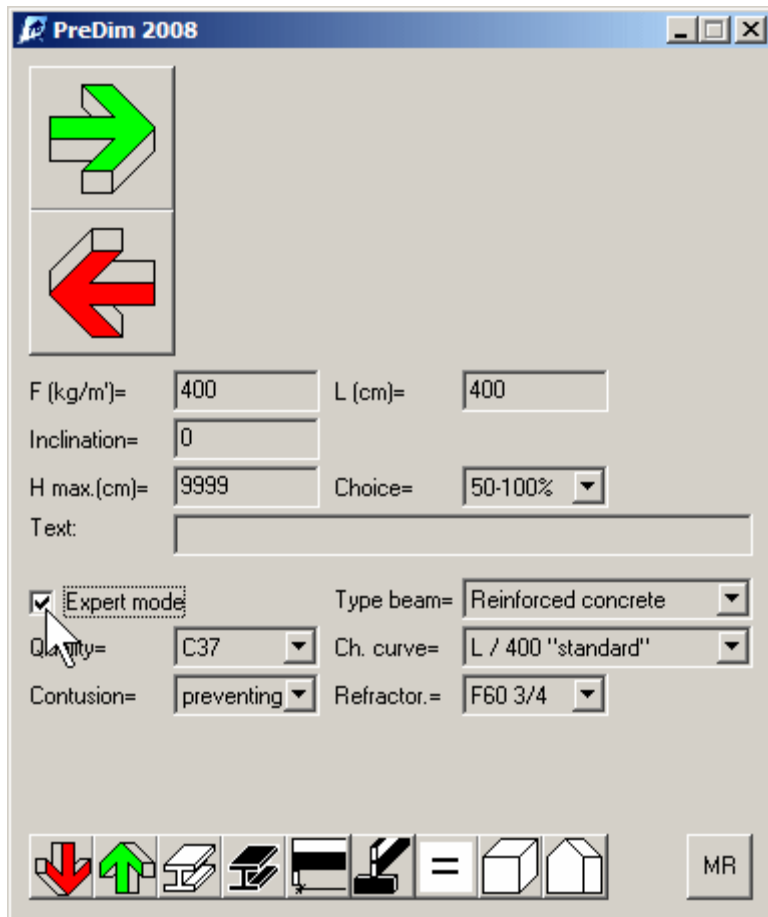 PreDim 2008
F (kg/m')= 400 L (cm)= 400
Inclination= 0
H max.(cm)= 9999 Choice= 50-100%
Text:
Expert mode Type beam= Reinforced concrete
Ch. curve= L / 400 "standard"
C37
Contusion= preventing Refractor.= F60 3/4
=
MR